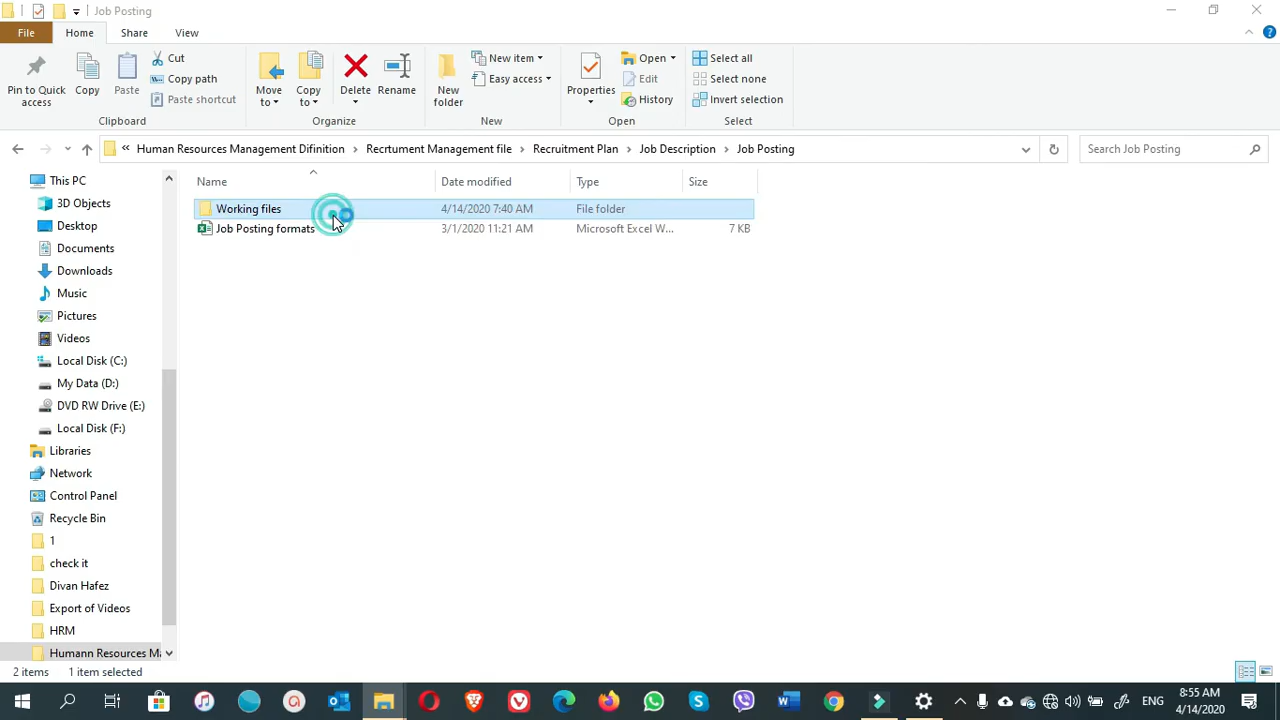 Job Posting
File
Home
Share
View
Pin to Quick access
Copy
Paste
Cut
Copy path
Paste shortcut
Clipboard
Move to
Copy to
Delete
Rename
Organize
New folder
New item
Easy access
New
Properties
Open
Edit
History
Open
Select all
Select none
Invert selection
Select
« Human Resources Management Difinition > Recrtument Management file > Recruitment Plan > Job Description > Job Posting
Search Job Posting
Name
Date modified
Type
Size
Working files 4/14/2020 7:40 AM File folder
Job Posting formats 3/1/2020 11:21 AM Microsoft Excel W... 7 KB
This PC
3D Objects
Desktop
Documents
Downloads
Music
Pictures
Videos
Local Disk (C:)
My Data (D:)
DVD RW Drive (E:)
Local Disk (F:)
Libraries
Network
Control Panel
Recycle Bin
1
check it
Divan Hafez
Export of Videos
HRM
Humann Resources Ma
2 items 1 item selected
ENG
8:55 AM
4/14/2020